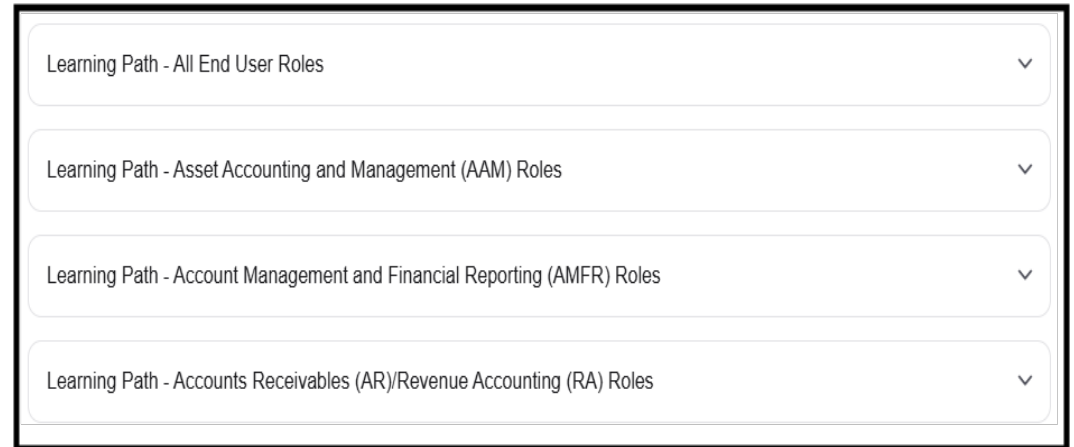 Learning Path - All End User Roles
Learning Path - Asset Accounting and Management (AAM) Roles
Learning Path - Account Management and Financial Reporting (AMFR) Roles
Learning Path - Accounts Receivables (AR)/Revenue Accounting (RA) Roles